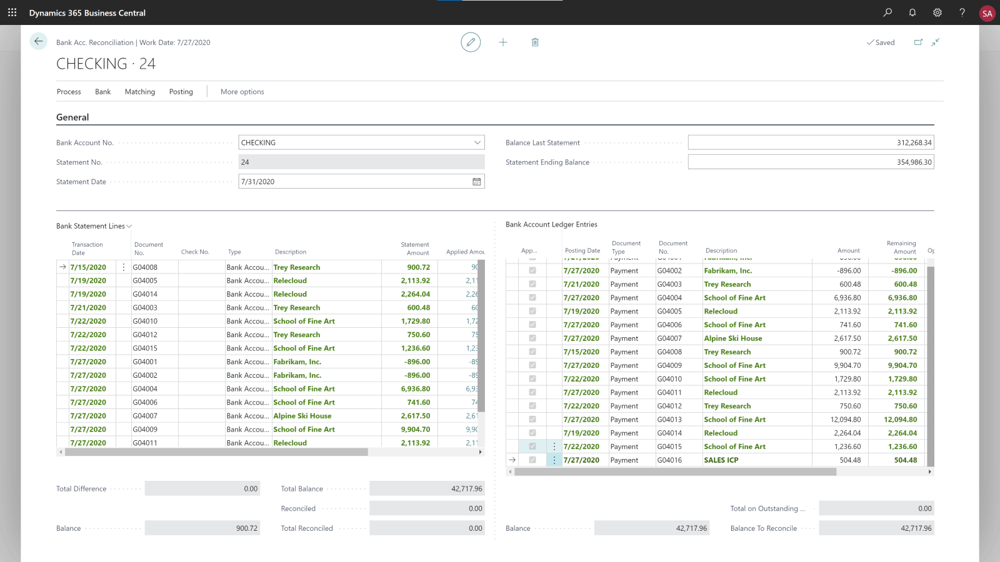 Dynamics 365 Business Central
SA
Bank Acc. Reconciliation | Work Date: 7/27/2020
Saved
CHECKING · 24
Process Bank Matching Posting More options
General
Bank Account No. CHECKING Balance Last Statement 312,268.34
Statement No. 24 Statement Ending Balance 354,986.30
Statement Date 7/31/2020
Bank Statement Lines
Transaction Date Document No. Check No. Type Description Statement Amount Applied Amou
7/15/2020 G04008 Bank Accou... Trey Research 900.72 90
7/19/2020 G04005 Bank Accou... Relecloud 2,113.92 2,11
7/19/2020 G04014 Bank Accou... Relecloud 2,264.04 2,26
7/21/2020 G04003 Bank Accou... Trey Research 600.48 60
7/22/2020 G04010 Bank Accou... School of Fine Art 1,729.80 1,72
7/22/2020 G04012 Bank Accou... Trey Research 750.60 75
7/22/2020 G04015 Bank Accou... School of Fine Art 1,236.60 1,23
7/27/2020 G04001 Bank Accou... Fabrikam, Inc. -896.00 -89
7/27/2020 G04002 Bank Accou... Fabrikam, Inc. -896.00 -89
7/27/2020 G04004 Bank Accou... School of Fine Art 6,936.80 6,93
7/27/2020 G04006 Bank Accou... School of Fine Art 741.60 74
7/27/2020 G04007 Bank Accou... Alpine Ski House 2,617.50 2,61
7/27/2020 G04009 Bank Accou... School of Fine Art 9,904.70 9,90
7/27/2020 G04011 Bank Accou... Relecloud 2,113.92 2,11
Total Difference 0.00 Total Balance 42,717.96
Reconciled 0.00
Balance 900.72 Total Reconciled 0.00
Bank Account Ledger Entries
App... Posting Date Document Type Document No. Description Amount Remaining Amount Op
7/27/2020 Payment G04002 Fabrikam, Inc. -896.00 -896.00
7/21/2020 Payment G04003 Trey Research 600.48 600.48
7/27/2020 Payment G04004 School of Fine Art 6,936.80 6,936.80
7/19/2020 Payment G04005 Relecloud 2,113.92 2,113.92
7/27/2020 Payment G04006 School of Fine Art 741.60 741.60
7/27/2020 Payment G04007 Alpine Ski House 2,617.50 2,617.50
7/15/2020 Payment G04008 Trey Research 900.72 900.72
7/27/2020 Payment G04009 School of Fine Art 9,904.70 9,904.70
7/22/2020 Payment G04010 School of Fine Art 1,729.80 1,729.80
7/27/2020 Payment G04011 Relecloud 2,113.92 2,113.92
7/22/2020 Payment G04012 Trey Research 750.60 750.60
7/27/2020 Payment G04013 School of Fine Art 12,094.80 12,094.80
7/19/2020 Payment G04014 Relecloud 2,264.04 2,264.04
7/22/2020 Payment G04015 School of Fine Art 1,236.60 1,236.60
7/27/2020 Payment G04016 SALES ICP 504.48 504.48
Total on Outstanding ... 0.00
Balance 42,717.96 Balance To Reconcile 42,717.96